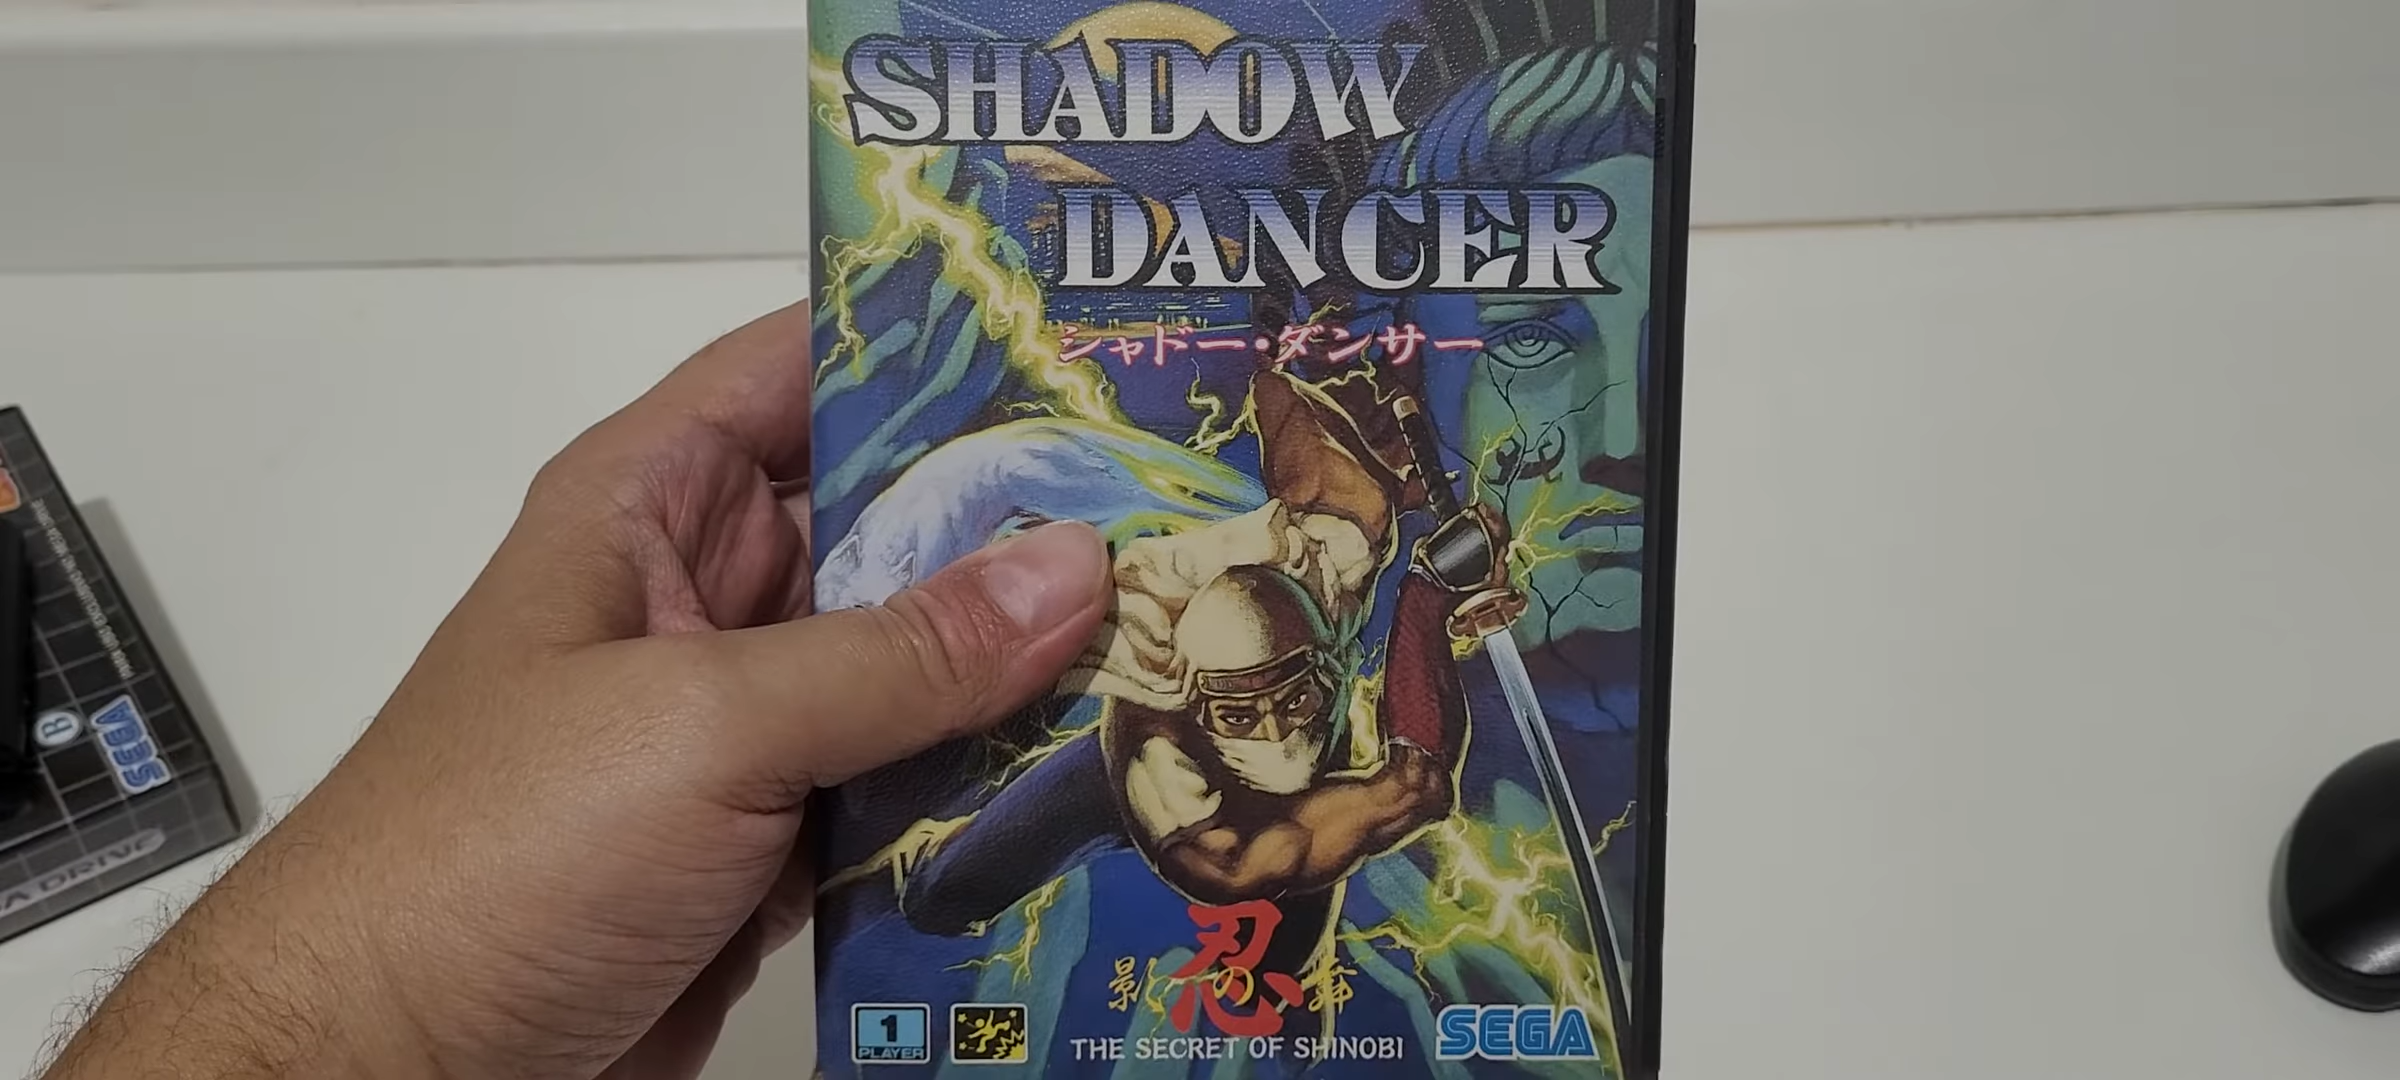 SHADOW
DANCER
シャドー・ダンサー
忍
影の舞
THE SECRET OF SHINOBI
1
PLAYER
SEGA
B
SEGA